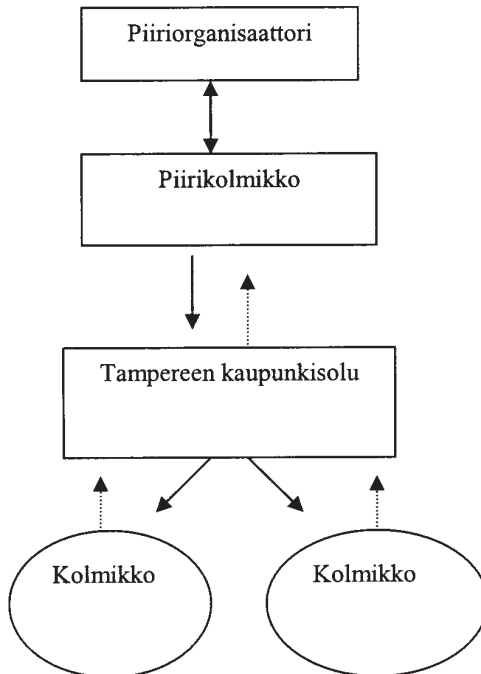 Piiriorganisaattori
Piirikolmikko
Tampereen kaupunkisolu
Kolmikko
Kolmikko